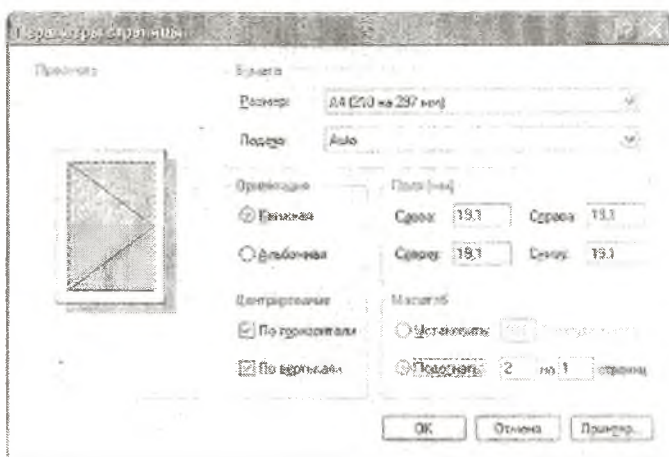 Параметры страницы
Просмотр
Бумага
Размер: A4 (210 на 297 мм)
Подача: Auto
Ориентация
Книжная
Альбомная
Поля (мм)
Слева: 19,1 Справа: 19,1
Сверху: 19,1 Снизу: 19,1
Центрирование
По горизонтали
По вертикали
Масштаб
Установить:
Подогнать: 2 на 1 страниц
OK Отмена Принтер...